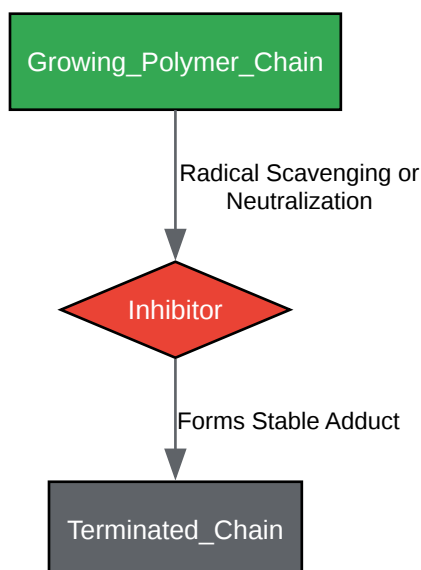 Growing_Polymer_Chain
Radical Scavenging or
Neutralization
Inhibitor
Forms Stable Adduct
Terminated_Chain